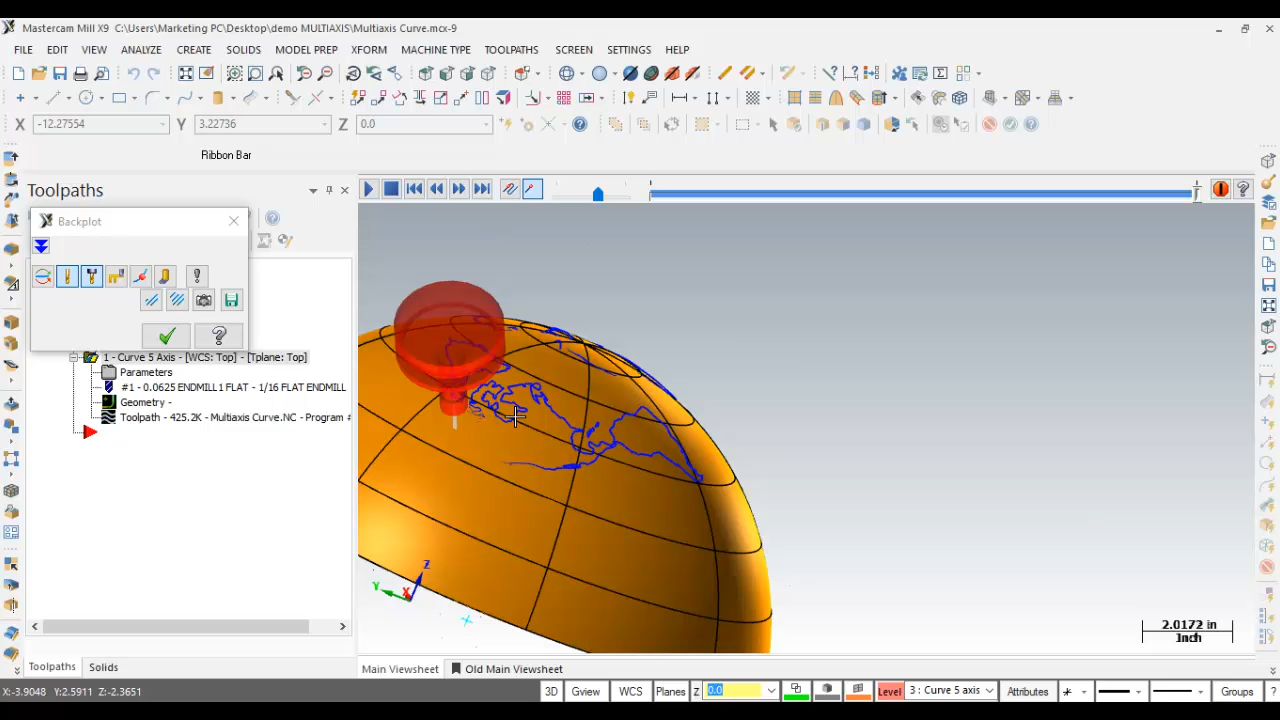 Mastercam Mill X9 C:\Users\Marketing PC\Desktop\demo MULTIAXIS\Multiaxis Curve.mcx-9
FILE EDIT VIEW ANALYZE CREATE SOLIDS MODEL PREP XFORM MACHINE TYPE TOOLPATHS SCREEN SETTINGS HELP
X -12.27554 Y 3.22736 Z 0.0
Ribbon Bar
Toolpaths
Backplot
1 - Curve 5 Axis - [WCS: Top] - [Tplane: Top]
Parameters
#1 - 0.0625 ENDMILL1 FLAT - 1/16 FLAT ENDMILL
Geometry -
Toolpath - 425.2K - Multiaxis Curve.NC - Program #
Z
Y X
2.0172 in
Inch
Toolpaths Solids
Main Viewsheet Old Main Viewsheet
X:-3.9048 Y:2.5911 Z:-2.3651 3D Gview WCS Planes Z 0.0 Level 3 : Curve 5 axis Attributes Groups ?